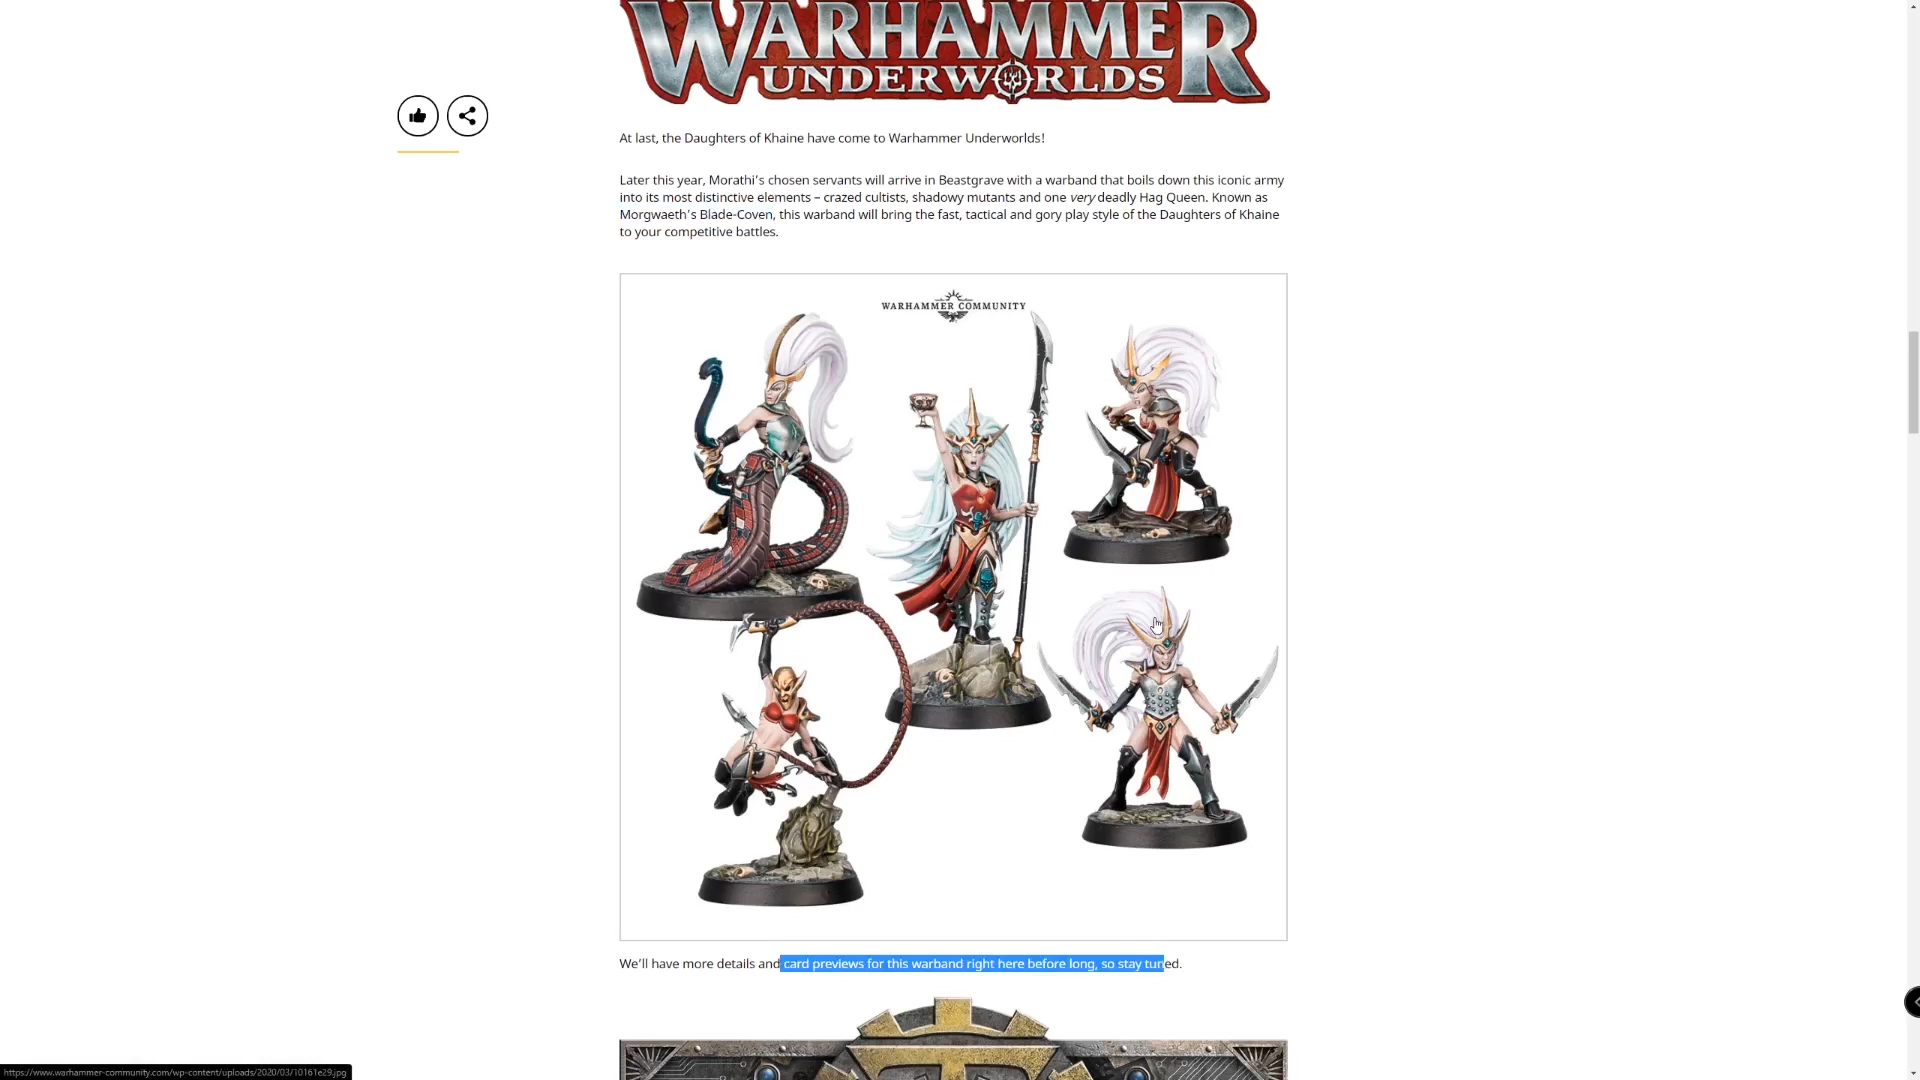 WARHAMMER
UNDERWORLDS
At last, the Daughters of Khaine have come to Warhammer Underworlds!
Later this year, Morathi’s chosen servants will arrive in Beastgrave with a warband that boils down this iconic army
into its most distinctive elements – crazed cultists, shadowy mutants and one very deadly Hag Queen. Known as
Morgwaeth’s Blade-Coven, this warband will bring the fast, tactical and gory play style of the Daughters of Khaine
to your competitive battles.
WARHAMMER COMMUNITY
We’ll have more details and card previews for this warband right here before long, so stay tuned.
https://www.warhammer-community.com/wp-content/uploads/2020/03/10161e29.jpg